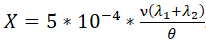 X = 5 * 10⁻⁴ * ν(λ₁+λ₂)/θ